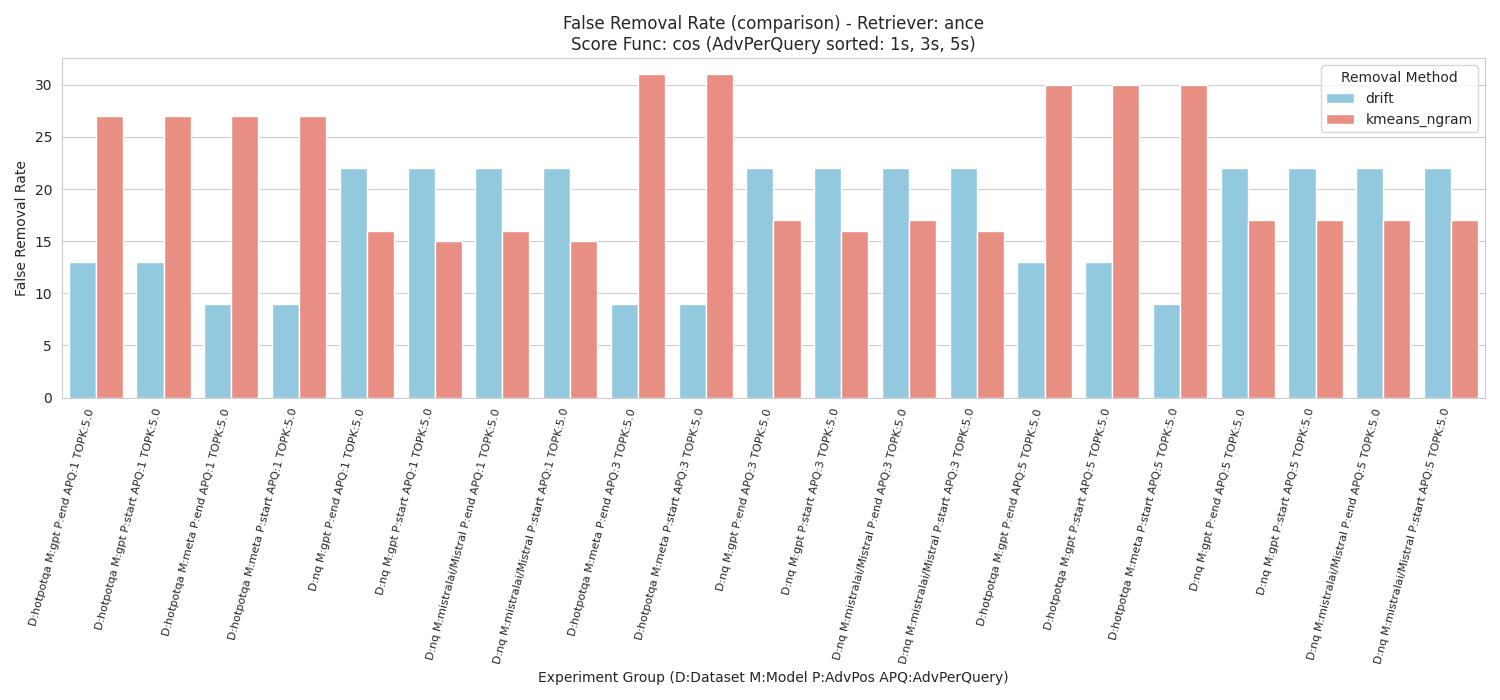 False Removal Rate (comparison) - Retriever: ance
Score Func: cos (AdvPerQuery sorted: 1s, 3s, 5s)
Removal Method
drift
kmeans_ngram
False Removal Rate
30
25
20
15
10
5
0
D:hotpotqa M:gpt P:end APQ:1 TOPK:5.0
D:hotpotqa M:gpt P:start APQ:1 TOPK:5.0
D:hotpotqa M:meta P:end APQ:1 TOPK:5.0
D:hotpotqa M:meta P:start APQ:1 TOPK:5.0
D:nq M:gpt P:end APQ:1 TOPK:5.0
D:nq M:gpt P:start APQ:1 TOPK:5.0
D:nq M:mistralai/Mistral P:end APQ:1 TOPK:5.0
D:nq M:mistralai/Mistral P:start APQ:1 TOPK:5.0
D:hotpotqa M:meta P:end APQ:3 TOPK:5.0
D:hotpotqa M:meta P:start APQ:3 TOPK:5.0
D:nq M:gpt P:end APQ:3 TOPK:5.0
D:nq M:gpt P:start APQ:3 TOPK:5.0
D:nq M:mistralai/Mistral P:end APQ:3 TOPK:5.0
D:nq M:mistralai/Mistral P:start APQ:3 TOPK:5.0
D:hotpotqa M:gpt P:end APQ:5 TOPK:5.0
D:hotpotqa M:gpt P:start APQ:5 TOPK:5.0
D:hotpotqa M:meta P:start APQ:5 TOPK:5.0
D:nq M:gpt P:end APQ:5 TOPK:5.0
D:nq M:gpt P:start APQ:5 TOPK:5.0
D:nq M:mistralai/Mistral P:end APQ:5 TOPK:5.0
D:nq M:mistralai/Mistral P:start APQ:5 TOPK:5.0
Experiment Group (D:Dataset M:Model P:AdvPos APQ:AdvPerQuery)